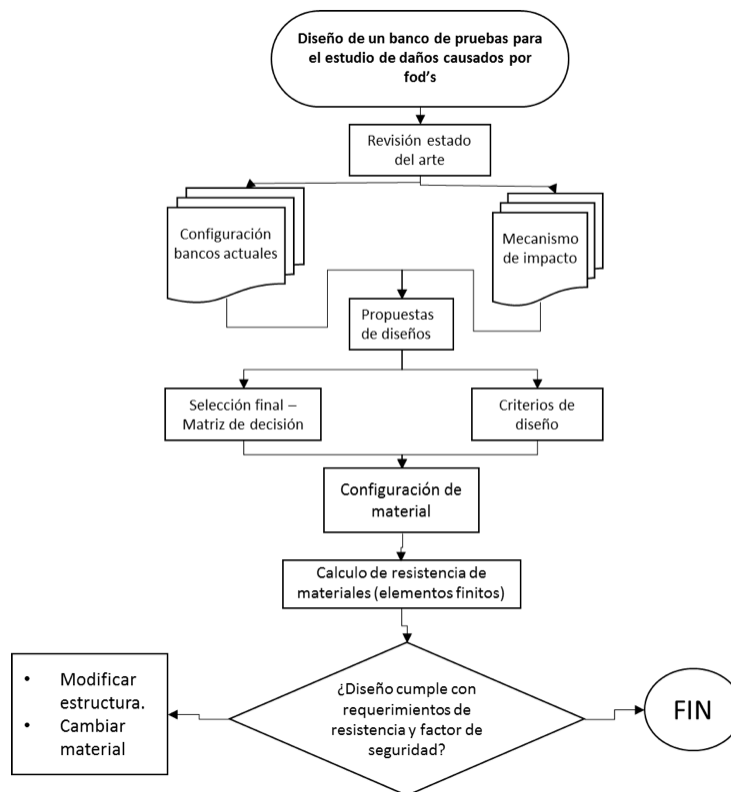 Diseño de un banco de pruebas para
el estudio de daños causados por
fod's
Revisión estado
del arte
Configuración
bancos actuales
Mecanismo
de impacto
Propuestas
de diseños
Selección final –
Matriz de decisión
Criterios de
diseño
Configuración de
material
Calculo de resistencia de
materiales (elementos finitos)
• Modificar
estructura.
• Cambiar
material
¿Diseño cumple con
requerimientos de
resistencia y factor de
seguridad?
FIN